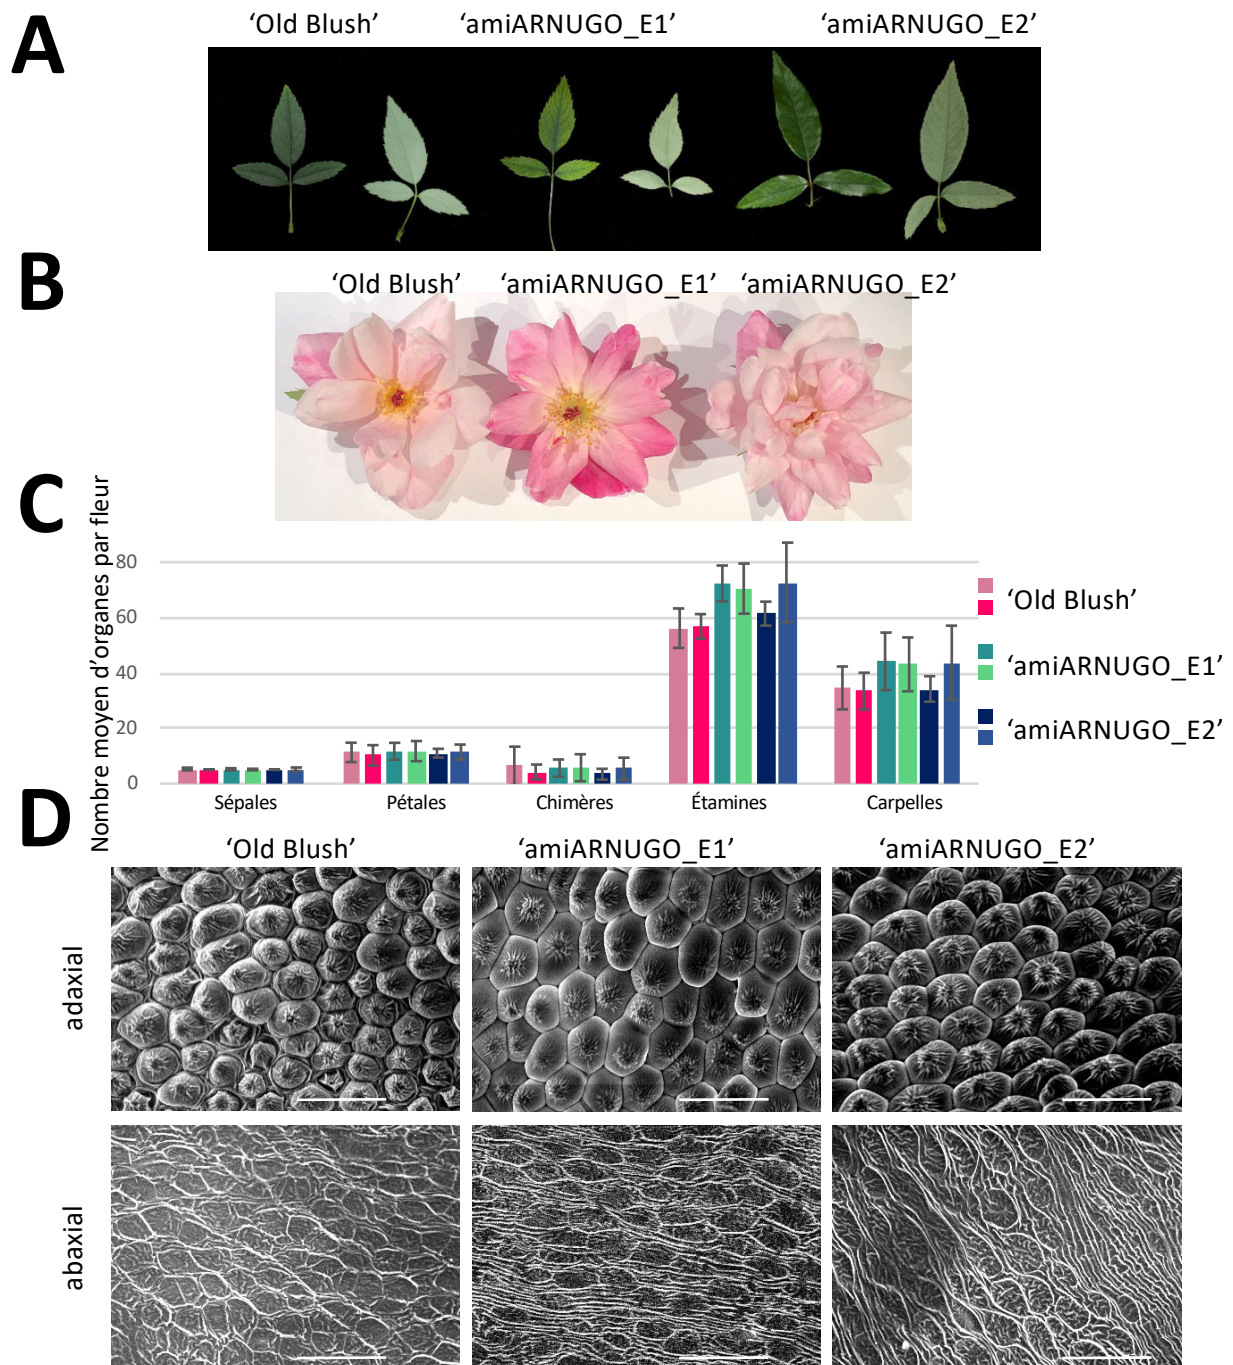 A
‘Old Blush’ ‘amiARNUGO_E1’ ‘amiARNUGO_E2’
B
‘Old Blush’ ‘amiARNUGO_E1’ ‘amiARNUGO_E2’
C
Nombre moyen d’organes par fleur
80
60
40
20
0
Sépales Pétales Chimères Étamines Carpelles
‘Old Blush’
‘amiARNUGO_E1’
‘amiARNUGO_E2’
D
‘Old Blush’ ‘amiARNUGO_E1’ ‘amiARNUGO_E2’
adaxial
abaxial